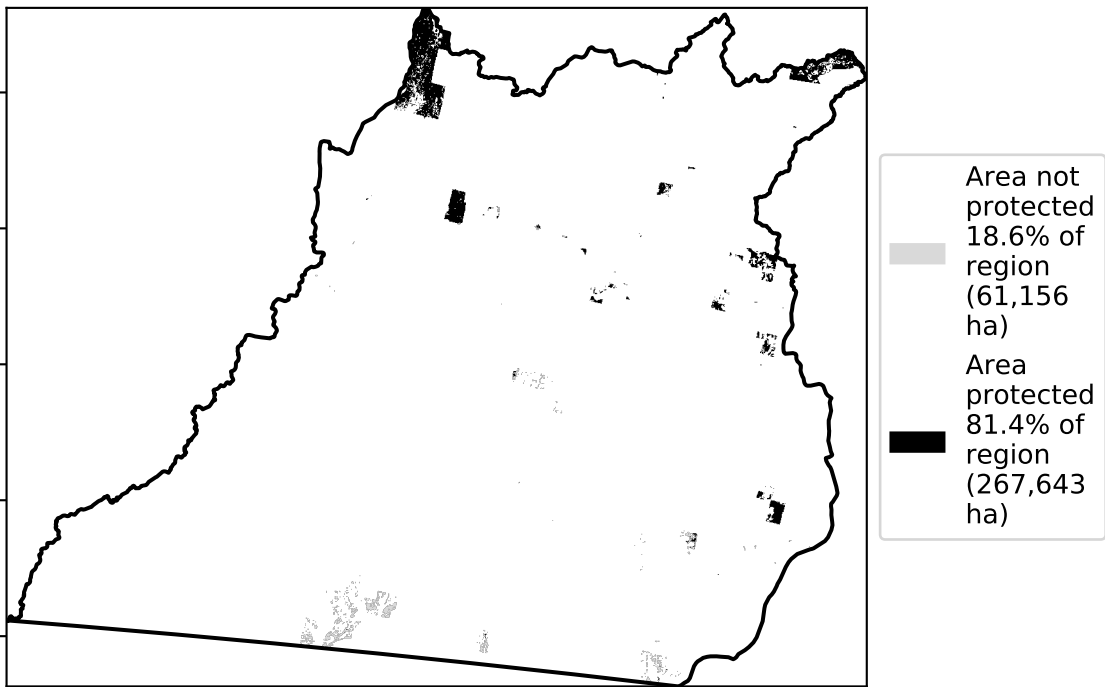 Area not
protected
18.6% of
region
(61,156
ha)
Area
protected
81.4% of
region
(267,643
ha)